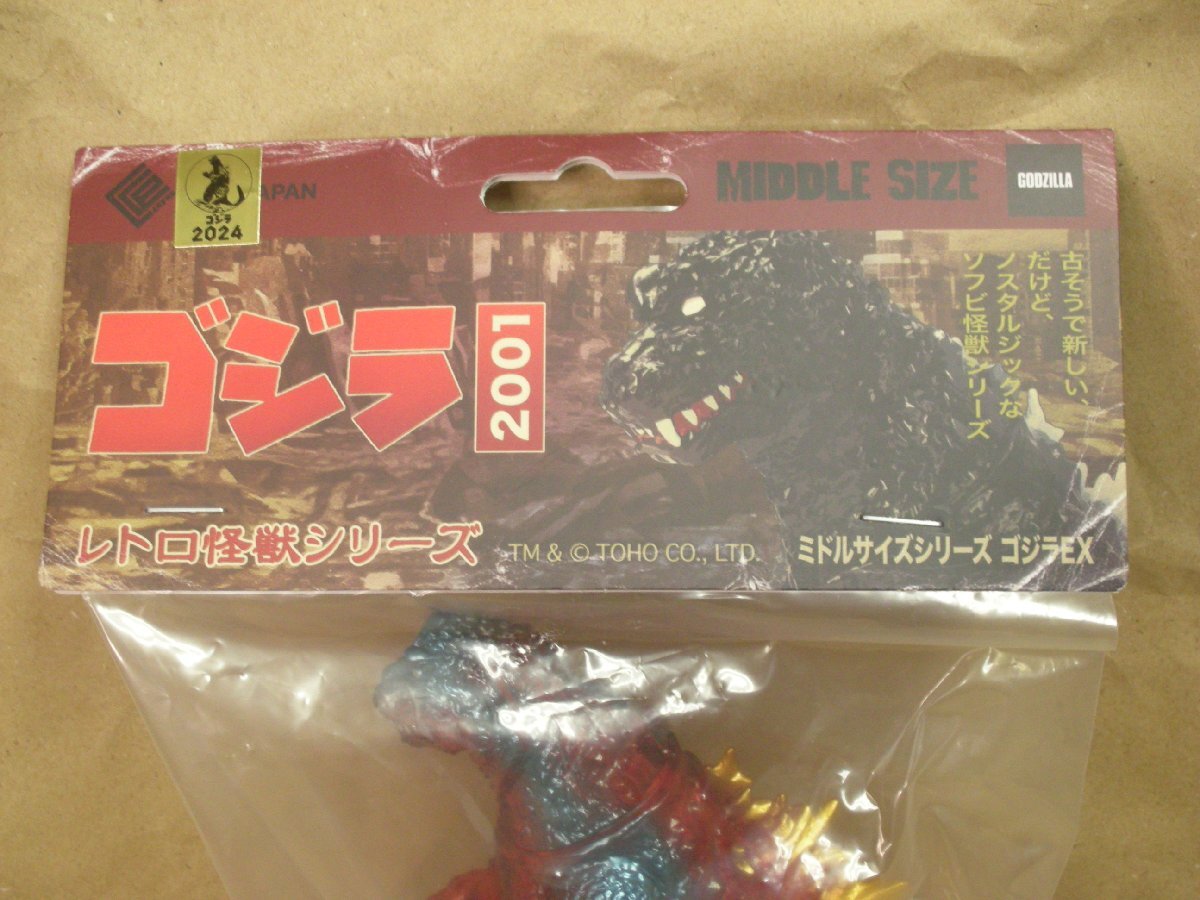 JAPAN
MIDDLE SIZE
GODZILLA
ゴジラ
2024
ゴジラ
2001
古そうで新しい、
だけど、
ノスタルジックな
ソフビ怪獣シリーズ
レトロ怪獣シリーズ
TM & © TOHO CO., LTD.
ミドルサイズシリーズ ゴジラEX